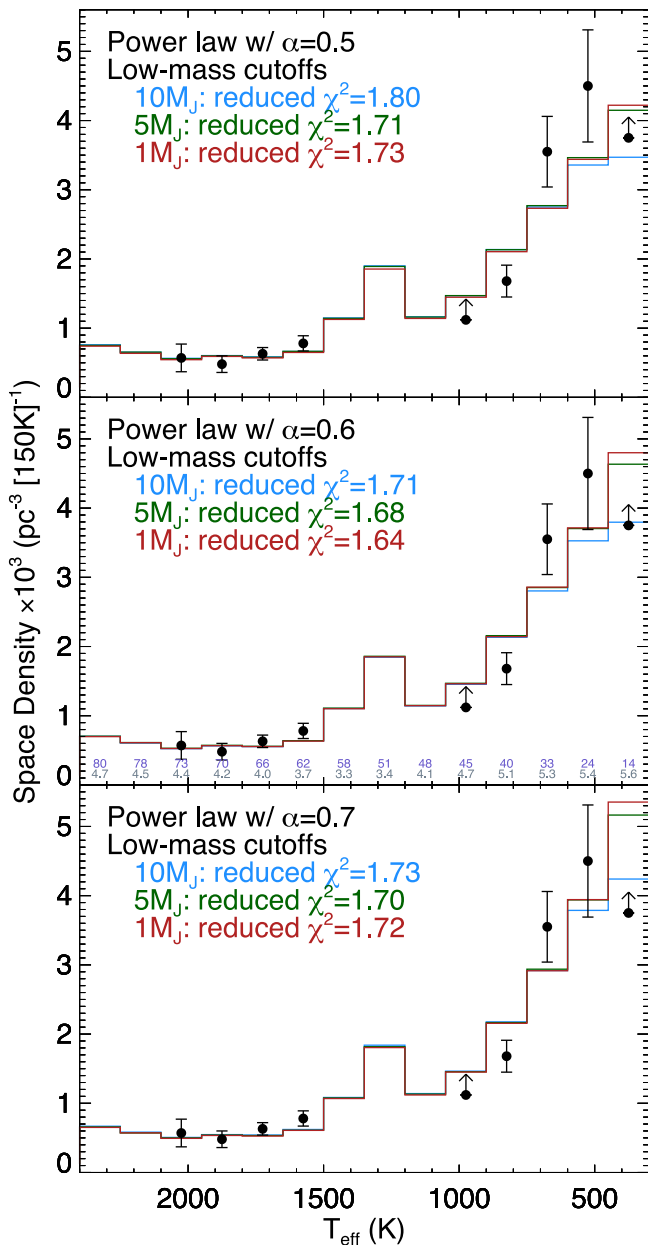 Power law w/ α=0.5
Low-mass cutoffs
10M_J: reduced χ²=1.80
5M_J: reduced χ²=1.71
1M_J: reduced χ²=1.73
5
4
3
2
1
0
Power law w/ α=0.6
Low-mass cutoffs
10M_J: reduced χ²=1.71
5M_J: reduced χ²=1.68
1M_J: reduced χ²=1.64
5
4
3
2
1
0
80 78 73 70 66 62 58 51 48 45 40 33 24 14
4.7 4.5 4.4 4.2 4.0 3.7 3.3 3.4 4.1 4.7 5.1 5.3 5.4 5.6
Space Density ×10³ (pc⁻³ [150K]⁻¹)
Power law w/ α=0.7
Low-mass cutoffs
10M_J: reduced χ²=1.73
5M_J: reduced χ²=1.70
1M_J: reduced χ²=1.72
5
4
3
2
1
0
2000 1500 1000 500
T_eff (K)